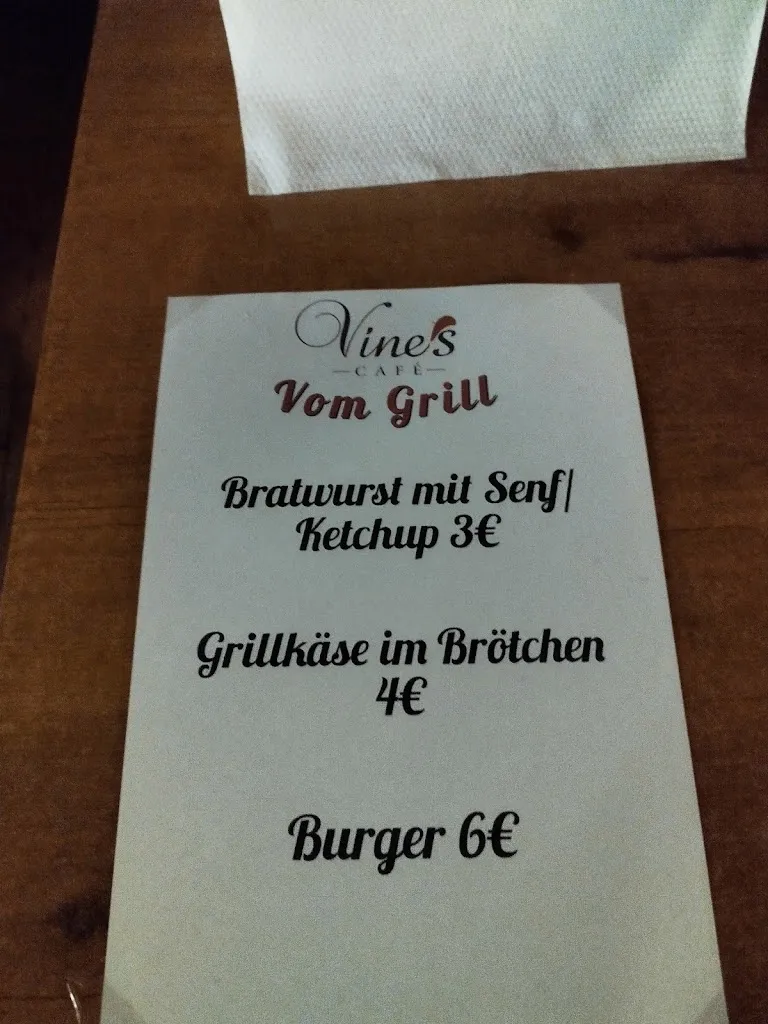 Vine's
CAFÉ
Vom Grill
Bratwurst mit Senf|
Ketchup 3€
Grillkäse im Brötchen
4€
Burger 6€